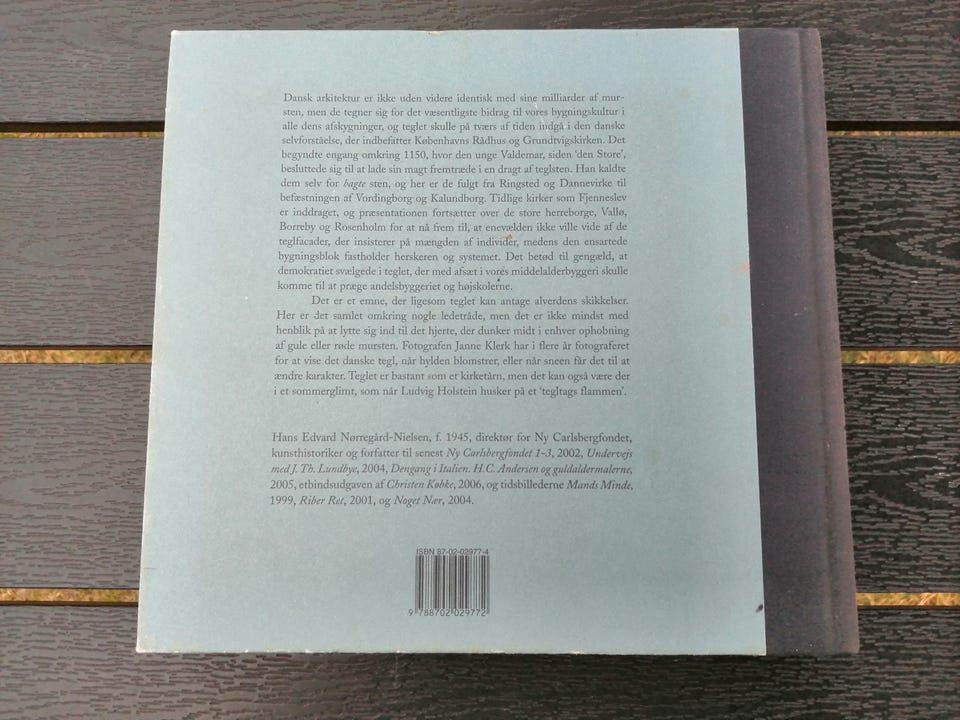 Dansk arkitektur er ikke uden videre identisk med sine milliarder af mur-
sten, men de tegner sig for det væsentligste bidrag til vores bygningskultur i
alle dens afskygninger, og teglet skulle på tværs af tiden indgå i den danske
selvforståelse, der indbefatter Københavns Rådhus og Grundtvigskirken. Det
begyndte engang omkring 1150, hvor den unge Valdemar, siden 'den Store',
besluttede sig til at lade sin magt fremtræde i en dragt af teglsten. Han kaldte
dem selv for bagte sten, og her er de fulgt fra Ringsted og Dannevirke til
befæstningen af Vordingborg og Kalundborg. Tidlige kirker som Fjenneslev
er inddraget, og præsentationen fortsætter over de store herreborge, Vallø,
Borreby og Rosenholm for at nå frem til, at enevælden ikke ville vide af de
teglfacader, der insisterer på mængden af individer, medens den ensartede
bygningsblok fastholder herskeren og systemet. Det betød til gengæld, at
demokratiet svælgede i teglet, der med afsæt i vores middelalderbyggeri skulle
komme til at præge andelsbyggeriet og højskolerne.
Det er et emne, der ligesom teglet kan antage alverdens skikkelser.
Her er det samlet omkring nogle ledetråde, men det er ikke mindst med
henblik på at lytte sig ind til det hjerte, der dunker midt i enhver ophobning
af gule eller røde mursten. Fotografen Janne Klerk har i flere år fotograferet
for at vise det danske tegl, når hylden blomstrer, eller når sneen får det til at
ændre karakter. Teglet er bastant som et kirketårn, men det kan også være der
i et sommerglimt, som når Ludvig Holstein husker på et 'tegltags flammen'.
Hans Edvard Nørregård-Nielsen, f. 1945, direktør for Ny Carlsbergfondet,
kunsthistoriker og forfatter til senest Ny Carlsbergfondet 1-3, 2002, Undervejs
med J. Th. Lundbye, 2004, Dengang i Italien. H.C. Andersen og guldaldermalerne,
2005, etbindsudgaven af Christen Købke, 2006, og tidsbillederne Mands Minde,
1999, Riber Ret, 2001, og Noget Nær, 2004.
ISBN 87-02-02977-4
9 788702 029772